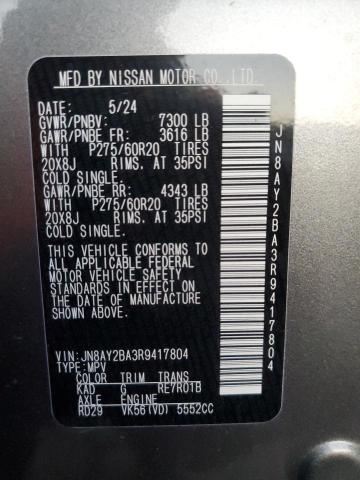 MFD BY NISSAN MOTOR CO.,LTD.
DATE: 5/24
GVWR/PNBV: 7300 LB
GAWR/PNBE FR: 3616 LB
WITH P275/60R20 TIRES
20X8J RIMS, AT 35PSI
COLD SINGLE.
GAWR/PNBE RR: 4343 LB
WITH P275/60R20 TIRES
20X8J RIMS, AT 35PSI
COLD SINGLE.
THIS VEHICLE CONFORMS TO
ALL APPLICABLE FEDERAL
MOTOR VEHICLE SAFETY
STANDARDS IN EFFECT ON
THE DATE OF MANUFACTURE
SHOWN ABOVE.
VIN:JN8AY2BA3R9417804
TYPE:MPV
COLOR TRIM TRANS
KAD G RE7R01B
AXLE ENGINE
RD29 VK56(VD) 5552CC
JN8AY2BA3R9417804